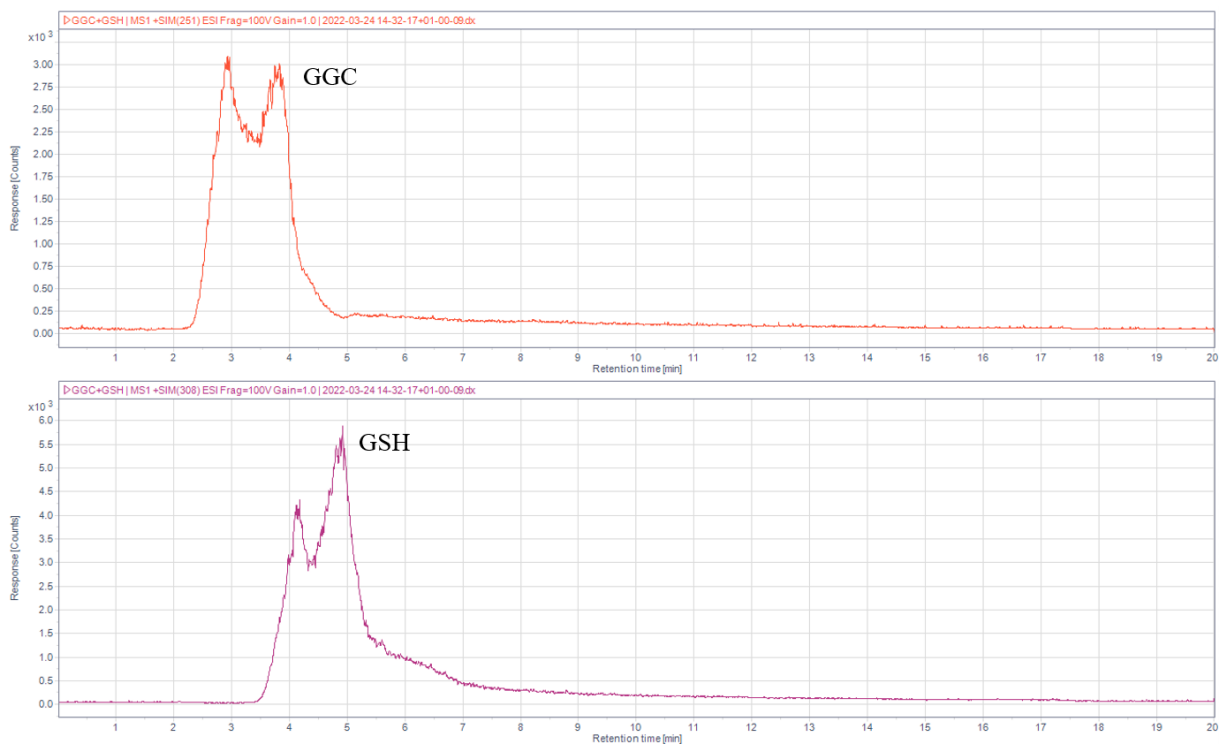 GGC+GSH | MS1 +SIM(251) ESI Frag=100V Gain=1.0 | 2022-03-24 14-32-17+01-00-09.dx
x10 3
3.00
2.75
2.50
2.25
2.00
1.75
1.50
1.25
1.00
0.75
0.50
0.25
0.00
Response [Counts]
GGC
1 2 3 4 5 6 7 8 9 10 11 12 13 14 15 16 17 18 19 20
Retention time [min]
GGC+GSH | MS1 +SIM(308) ESI Frag=100V Gain=1.0 | 2022-03-24 14-32-17+01-00-09.dx
x10 3
6.0
5.5
5.0
4.5
4.0
3.5
3.0
2.5
2.0
1.5
1.0
0.5
0.0
Response [Counts]
GSH
1 2 3 4 5 6 7 8 9 10 11 12 13 14 15 16 17 18 19 20
Retention time [min]